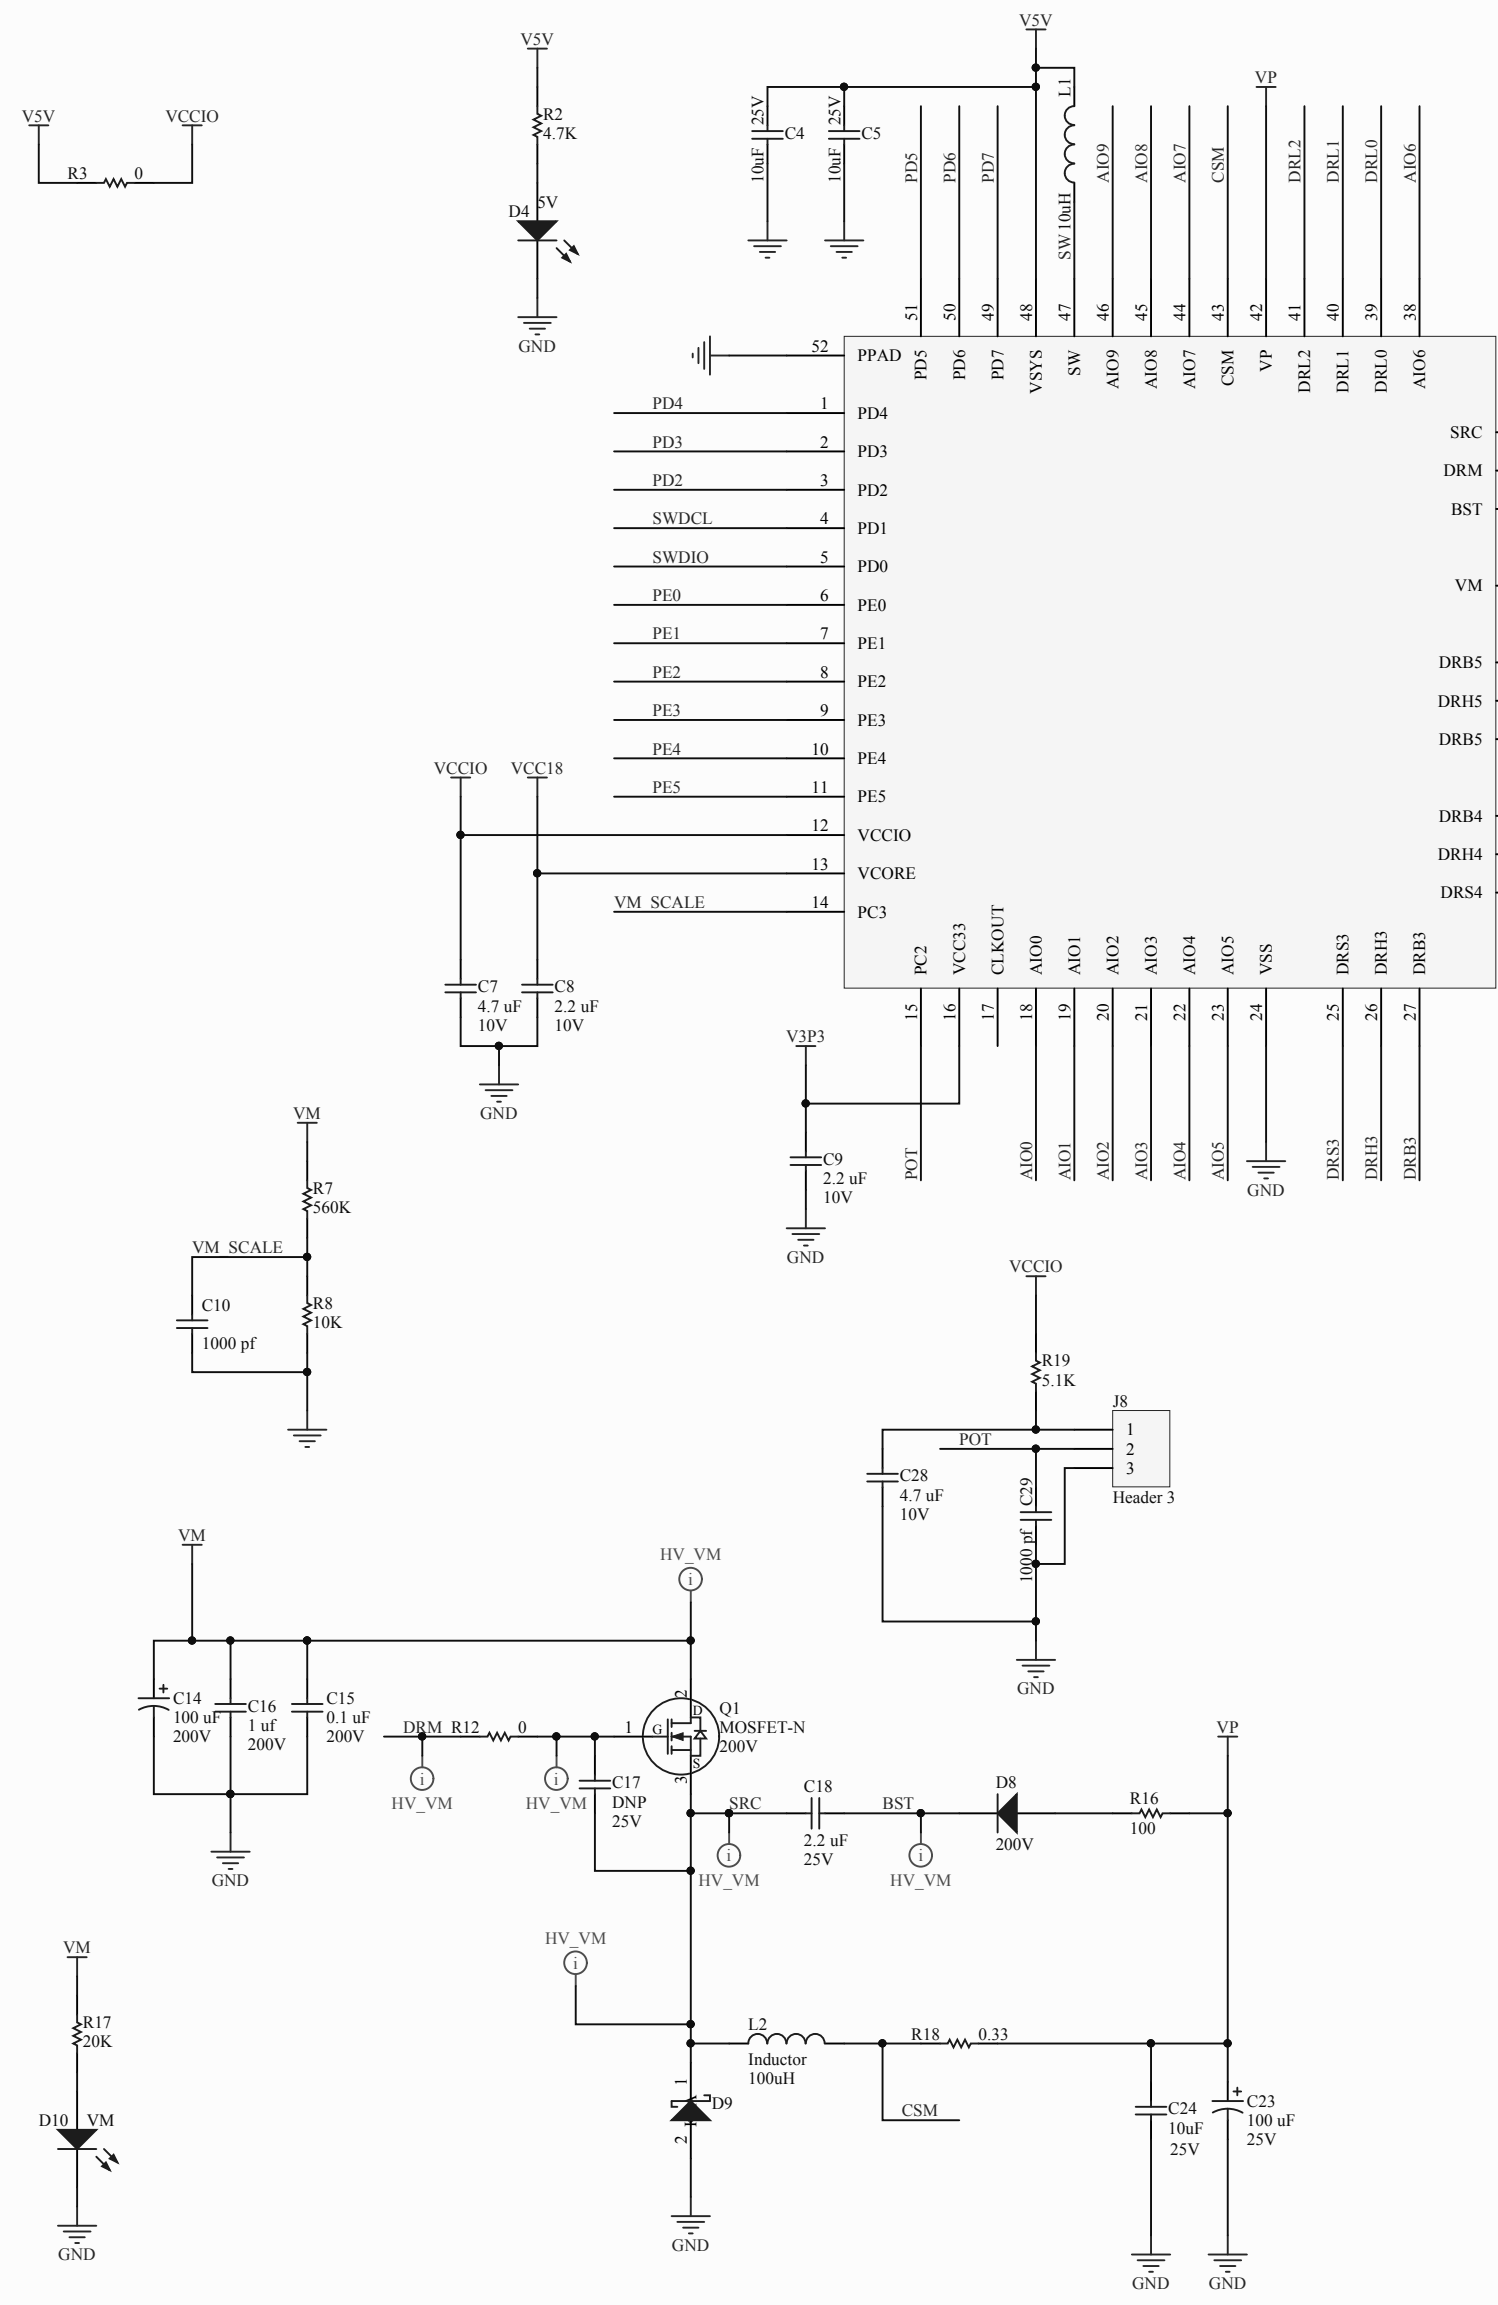 V5V
V5V
VP
V5V
VCCIO
R3
0
R2
4.7K
D4
5V
GND
25V
C4
10uF
25V
C5
10uF
L1
SW10uH
PD5
PD6
PD7
AIO9
AIO8
AIO7
CSM
DRL2
DRL1
DRL0
AIO6
51
50
49
48
47
46
45
44
43
42
41
40
39
38
PD5
PD6
PD7
VSYS
SW
AIO9
AIO8
AIO7
CSM
VP
DRL2
DRL1
DRL0
AIO6
52
PPAD
PD4
1
PD4
PD3
2
PD3
PD2
3
PD2
SWDCL
4
PD1
SWDIO
5
PD0
PE0
6
PE0
PE1
7
PE1
PE2
8
PE2
PE3
9
PE3
PE4
10
PE4
PE5
11
PE5
VCCIO
VCC18
12
VCCIO
13
VCORE
VM_SCALE
14
PC3
SRC
DRM
BST
VM
DRB5
DRH5
DRB5
DRB4
DRH4
DRS4
PC2
VCC33
CLKOUT
AIO0
AIO1
AIO2
AIO3
AIO4
AIO5
VSS
DRS3
DRH3
DRB3
15
16
17
18
19
20
21
22
23
24
25
26
27
POT
AIO0
AIO1
AIO2
AIO3
AIO4
AIO5
GND
DRS3
DRH3
DRB3
C7
4.7 uF
10V
C8
2.2 uF
10V
GND
V3P3
C9
2.2 uF
10V
GND
VM
R7
560K
VM_SCALE
C10
1000 pf
R8
10K
VCCIO
R19
5.1K
J8
1
2
3
Header 3
POT
C28
4.7 uF
10V
C29
1000 pf
GND
VM
HV_VM
i
C14
100 uF
200V
C16
1 uf
200V
C15
0.1 uF
200V
GND
DRM
R12
0
i
HV_VM
i
HV_VM
1
2
3
G
D
S
Q1
MOSFET-N
200V
C17
DNP
25V
SRC
i
HV_VM
C18
2.2 uF
25V
BST
i
HV_VM
D8
200V
R16
100
VP
HV_VM
i
L2
Inductor
100uH
R18
0.33
CSM
1
D9
2
GND
C24
10uF
25V
GND
C23
100 uF
25V
GND
VM
R17
20K
D10
VM
GND